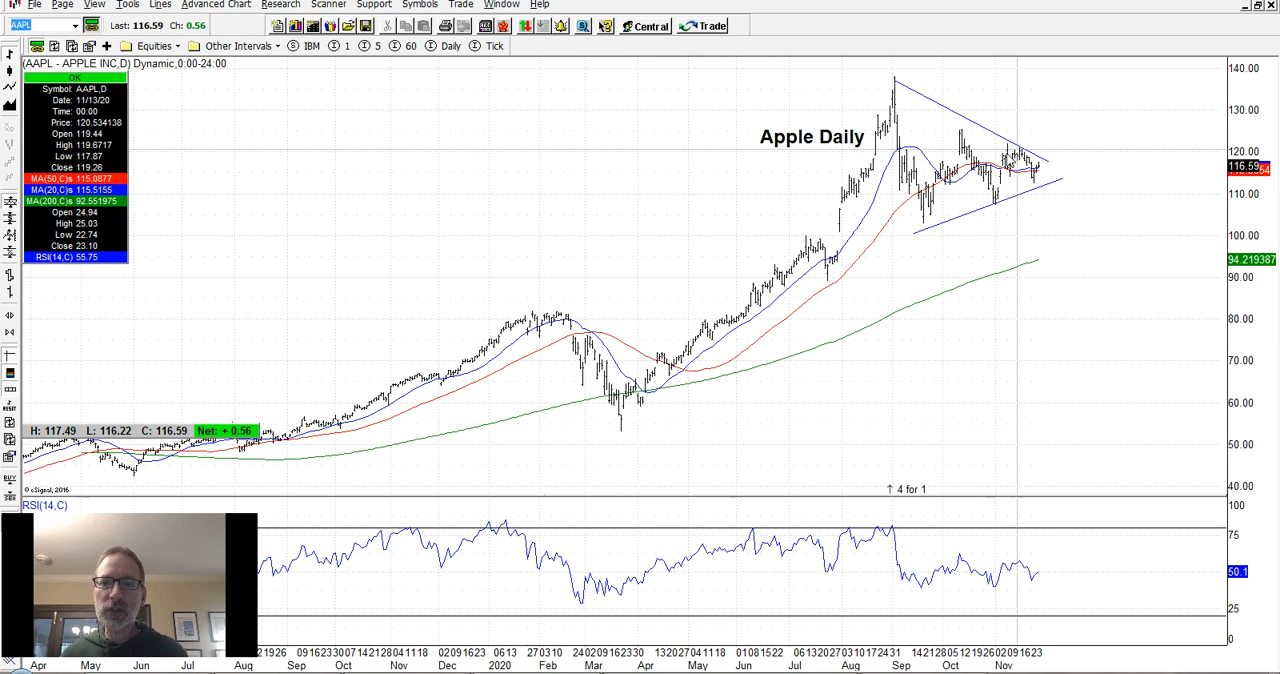 File Page View Tools Lines Advanced Chart Research Scanner Support Symbols Trade Window Help
AAPL Last: 116.59 Ch: 0.56 Central Trade
Equities Other Intervals IBM 1 5 60 Daily Tick
(AAPL - APPLE INC,D) Dynamic,0:00-24:00
OK
Symbol: AAPL,D
Date: 11/13/20
Time: 00:00
Price: 120.534138
Open 119.44
High 119.6717
Low 117.87
Close 119.26
MA(50,C)s 115.0877
MA(20,C)s 115.5155
MA(200,C)s 92.551975
Open 24.94
High 25.03
Low 22.74
Close 23.10
RSI(14,C) 55.75
Apple Daily
140.00
130.00
120.00
116.59
110.00
100.00
94.219387
90.00
80.00
70.00
60.00
50.00
40.00
RESET
BUY
H: 117.49 L: 116.22 C: 116.59 Net: + 0.56
© eSignal, 2016
↑ 4 for 1
RSI(14,C)
100
75
50.1
25
0
Apr May Jun Jul Aug Sep Oct Nov Dec 2020 Feb Mar Apr May Jun Jul Aug Sep Oct Nov